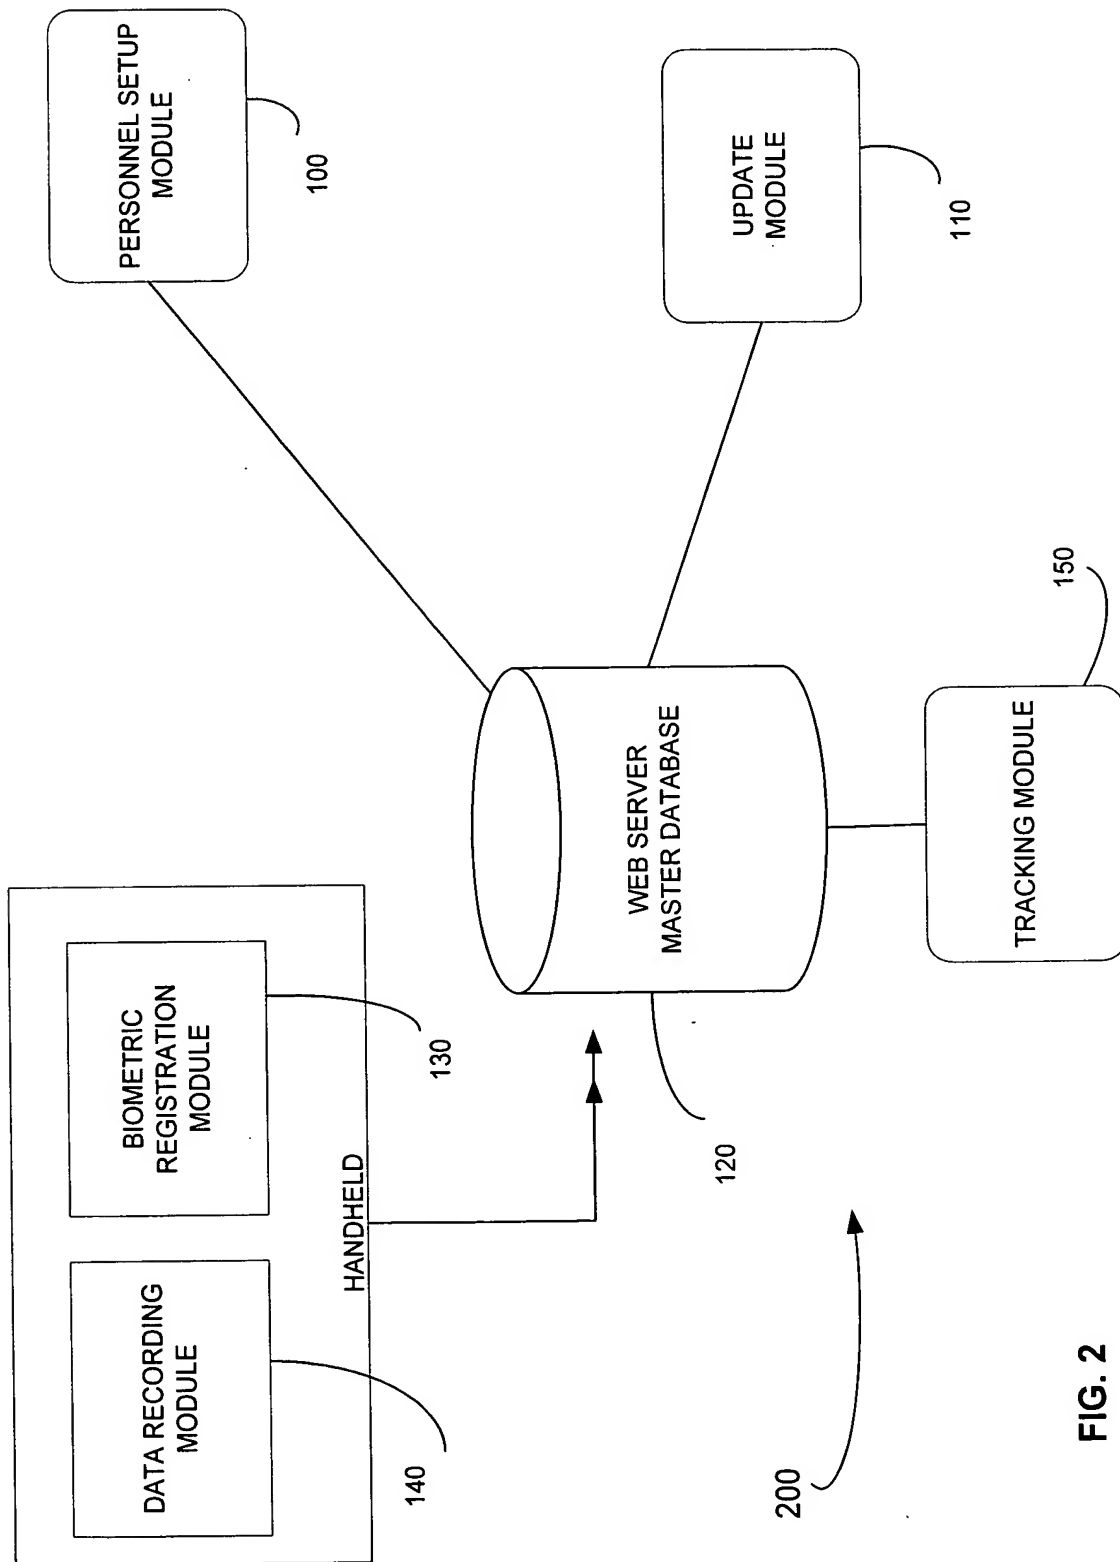 DATA RECORDING
MODULE
140
BIOMETRIC
REGISTRATION
MODULE
130
HANDHELD
PERSONNEL SETUP
MODULE
100
WEB SERVER
MASTER DATABASE
120
UPDATE
MODULE
110
TRACKING MODULE
150
200
FIG. 2